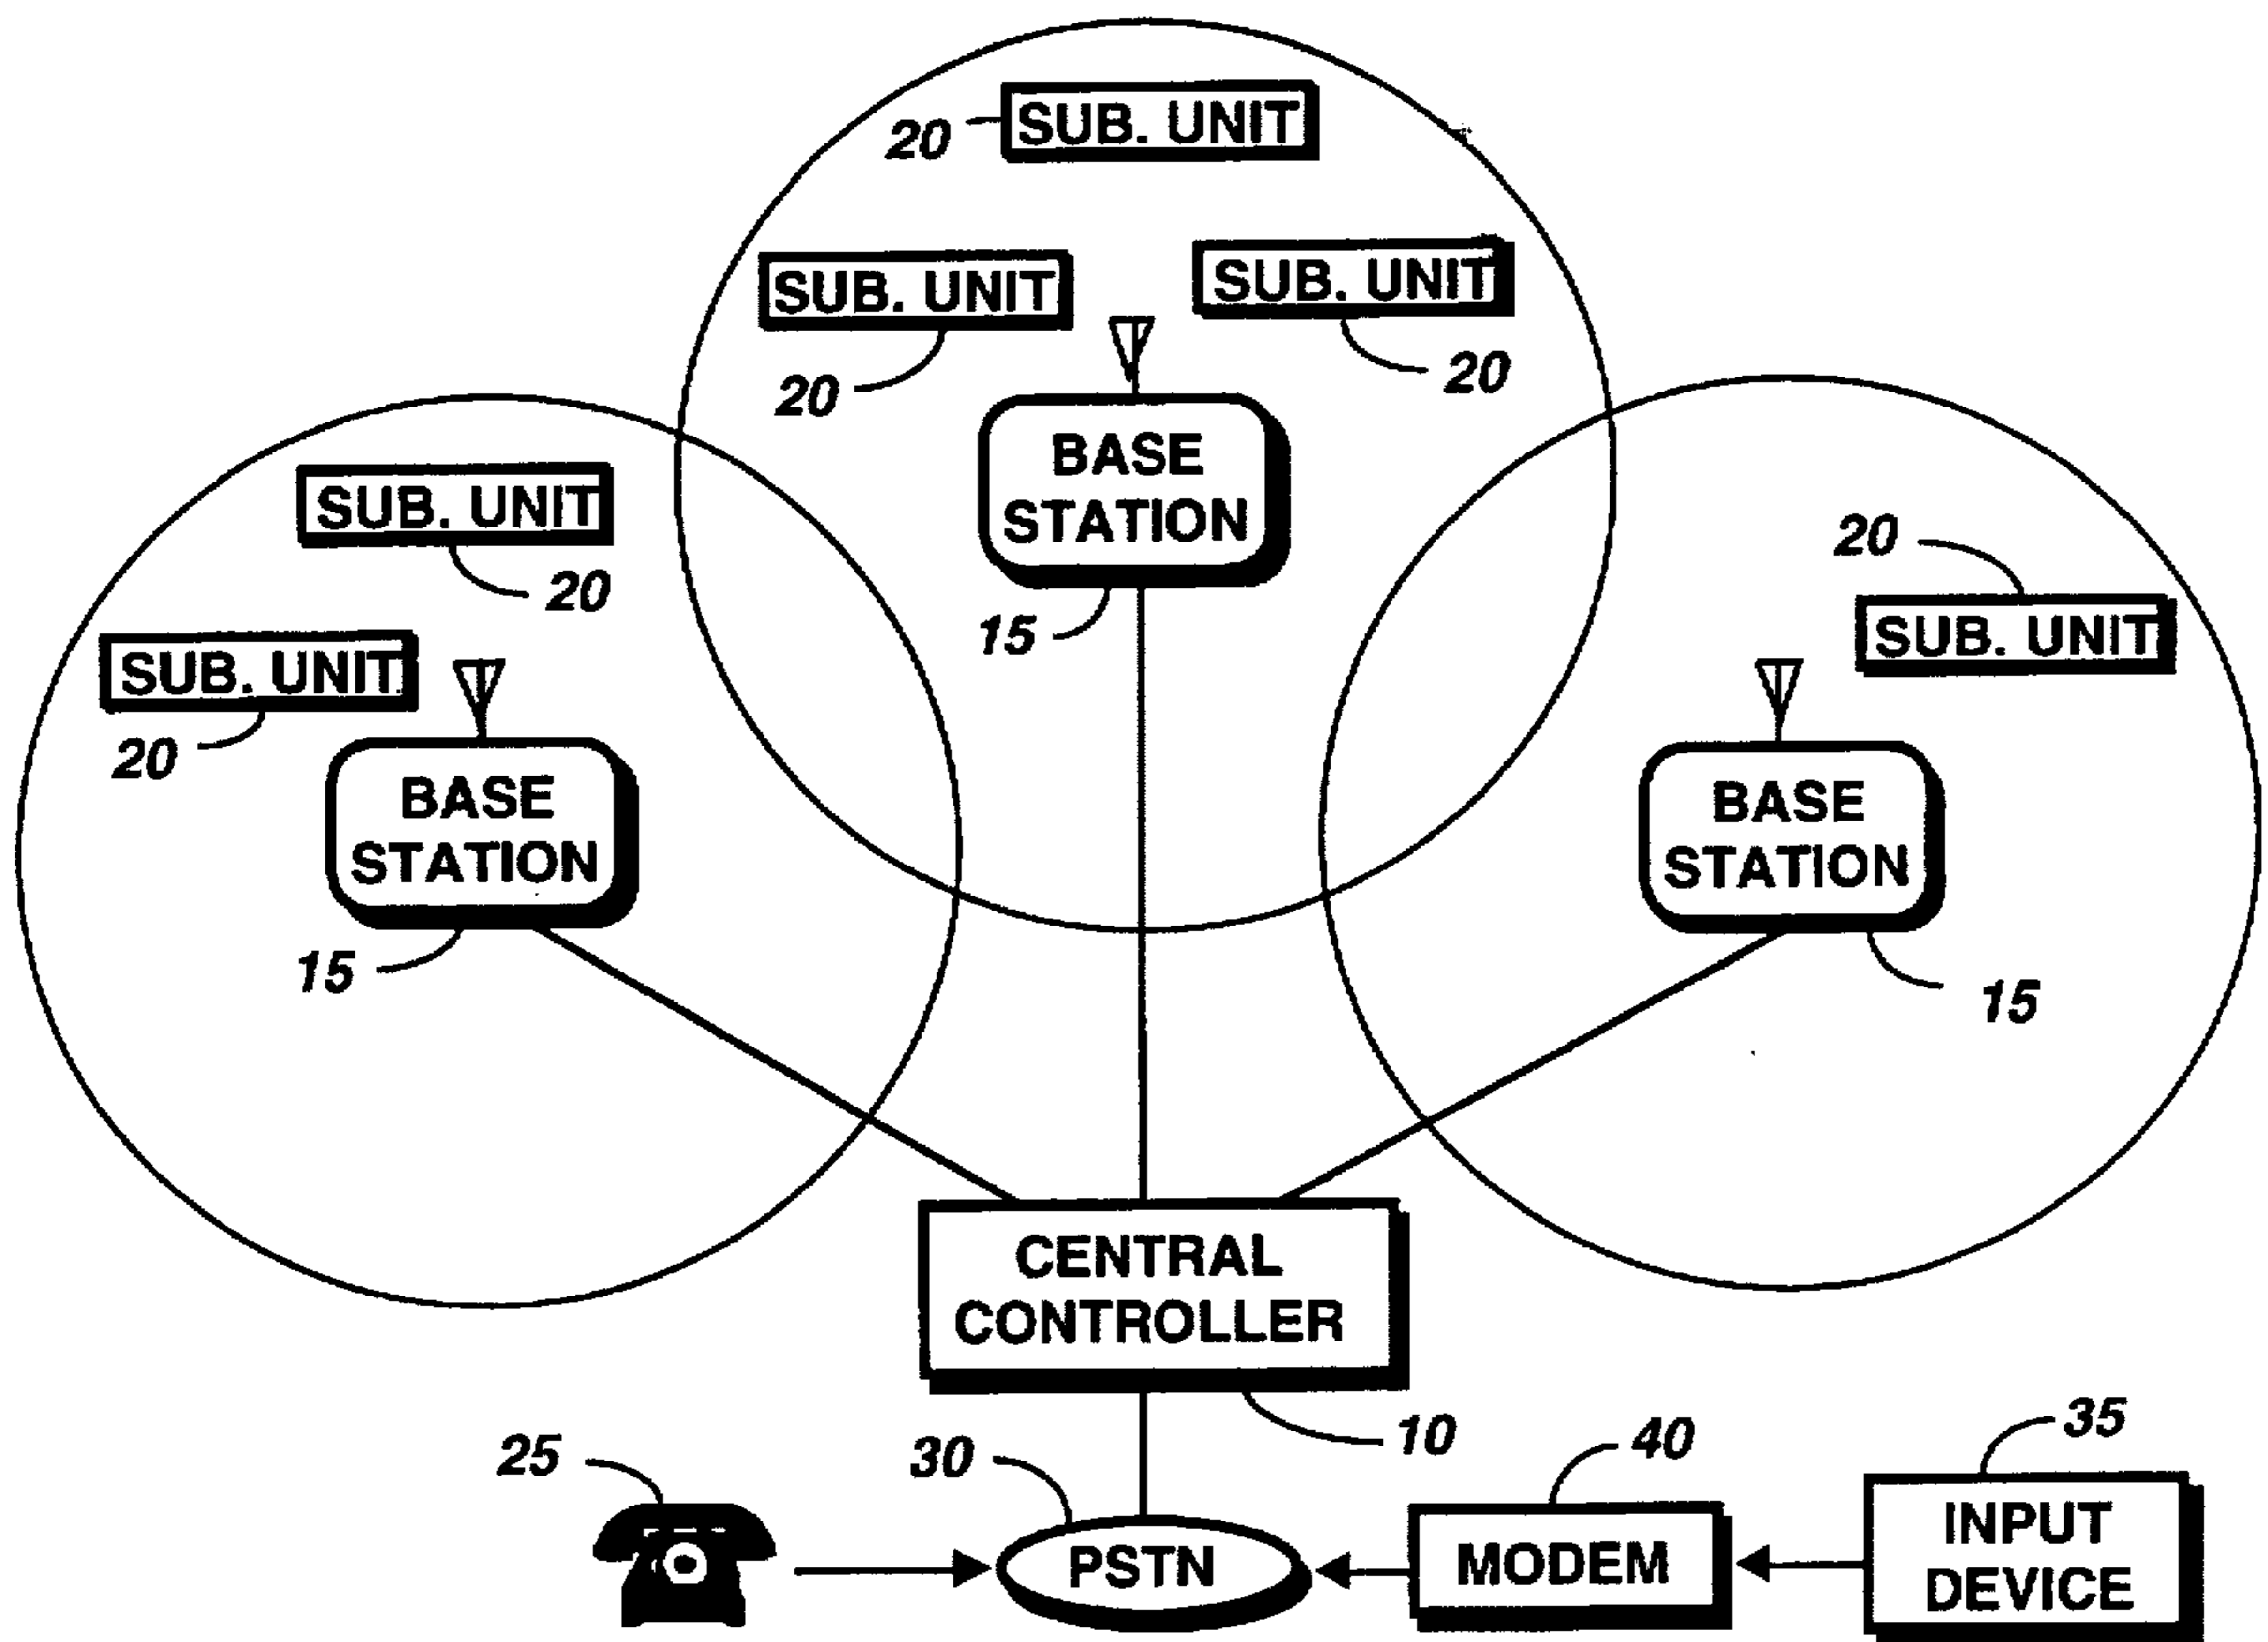 20
SUB. UNIT
SUB. UNIT
SUB. UNIT
20
20
BASE
STATION
15
SUB. UNIT
20
SUB. UNIT
20
BASE
STATION
15
20
SUB. UNIT
BASE
STATION
15
CENTRAL
CONTROLLER
10
25
30
PSTN
40
MODEM
35
INPUT
DEVICE